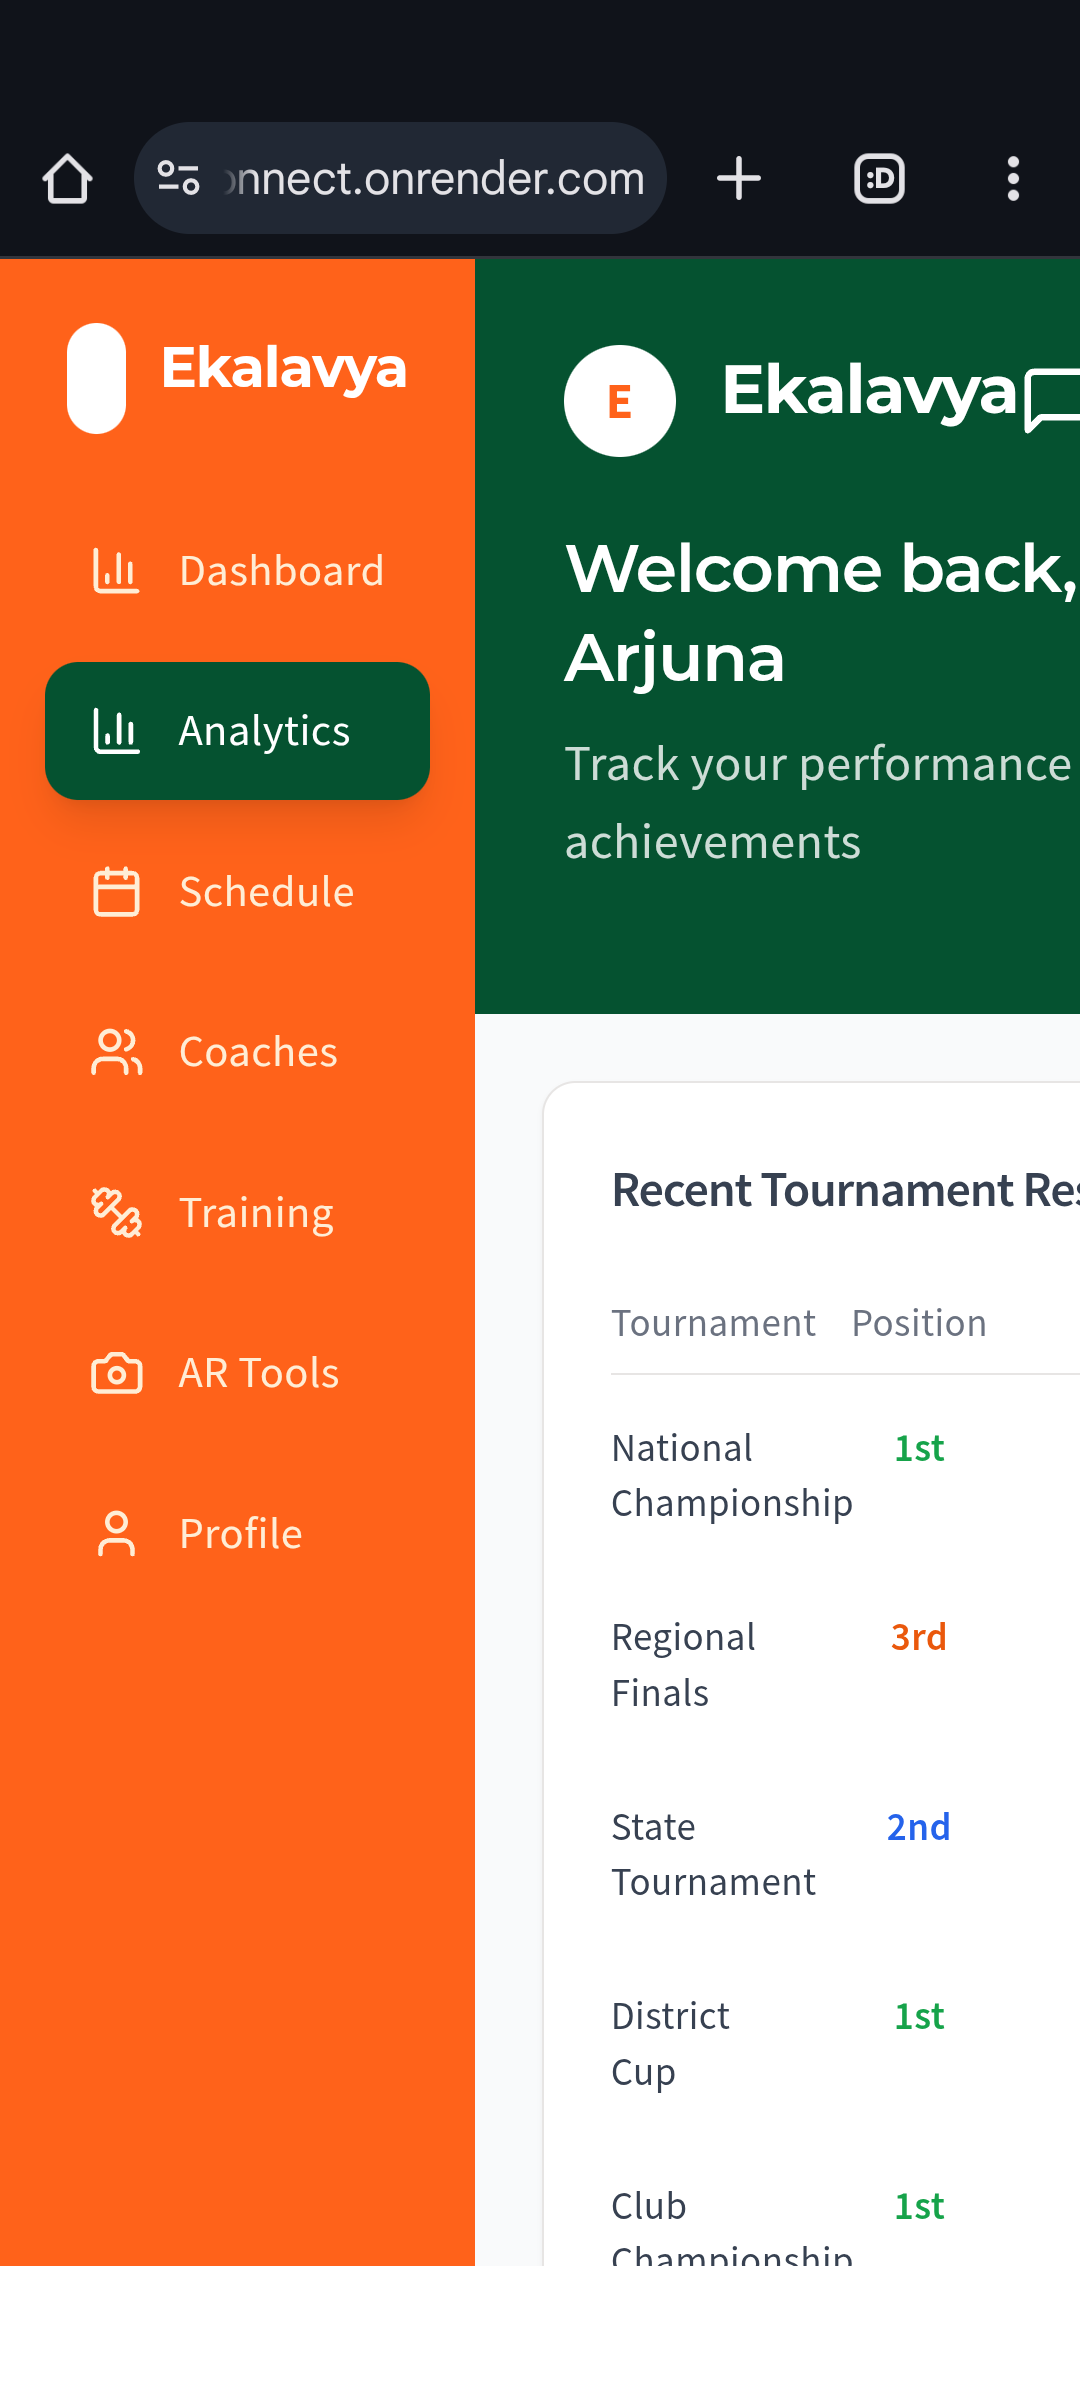 onnect.onrender.com
:D
Ekalavya
Dashboard
Analytics
Schedule
Coaches
Training
AR Tools
Profile
E
Ekalavya
Welcome back,
Arjuna
Track your performance
achievements
Recent Tournament Res
Tournament Position
National 1st
Championship
Regional 3rd
Finals
State 2nd
Tournament
District 1st
Cup
Club 1st
Championship